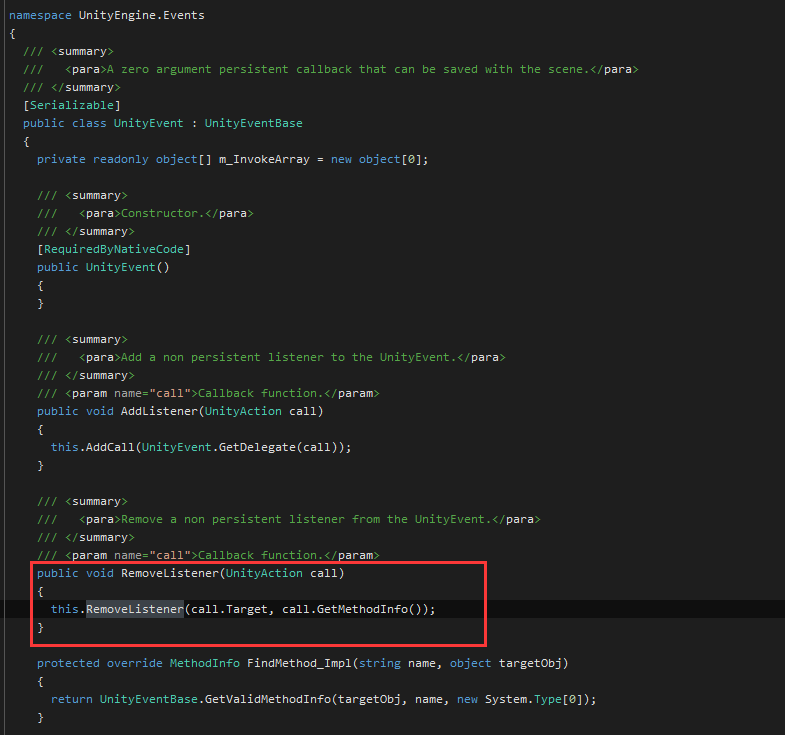 namespace UnityEngine.Events
{
/// <summary>
///   <para>A zero argument persistent callback that can be saved with the scene.</para>
/// </summary>
[Serializable]
public class UnityEvent : UnityEventBase
{
private readonly object[] m_InvokeArray = new object[0];
/// <summary>
///   <para>Constructor.</para>
/// </summary>
[RequiredByNativeCode]
public UnityEvent()
{
}
/// <summary>
///   <para>Add a non persistent listener to the UnityEvent.</para>
/// </summary>
/// <param name="call">Callback function.</param>
public void AddListener(UnityAction call)
{
this.AddCall(UnityEvent.GetDelegate(call));
}
/// <summary>
///   <para>Remove a non persistent listener from the UnityEvent.</para>
/// </summary>
/// <param name="call">Callback function.</param>
public void RemoveListener(UnityAction call)
{
this.RemoveListener(call.Target, call.GetMethodInfo());
}
protected override MethodInfo FindMethod_Impl(string name, object targetObj)
{
return UnityEventBase.GetValidMethodInfo(targetObj, name, new System.Type[0]);
}